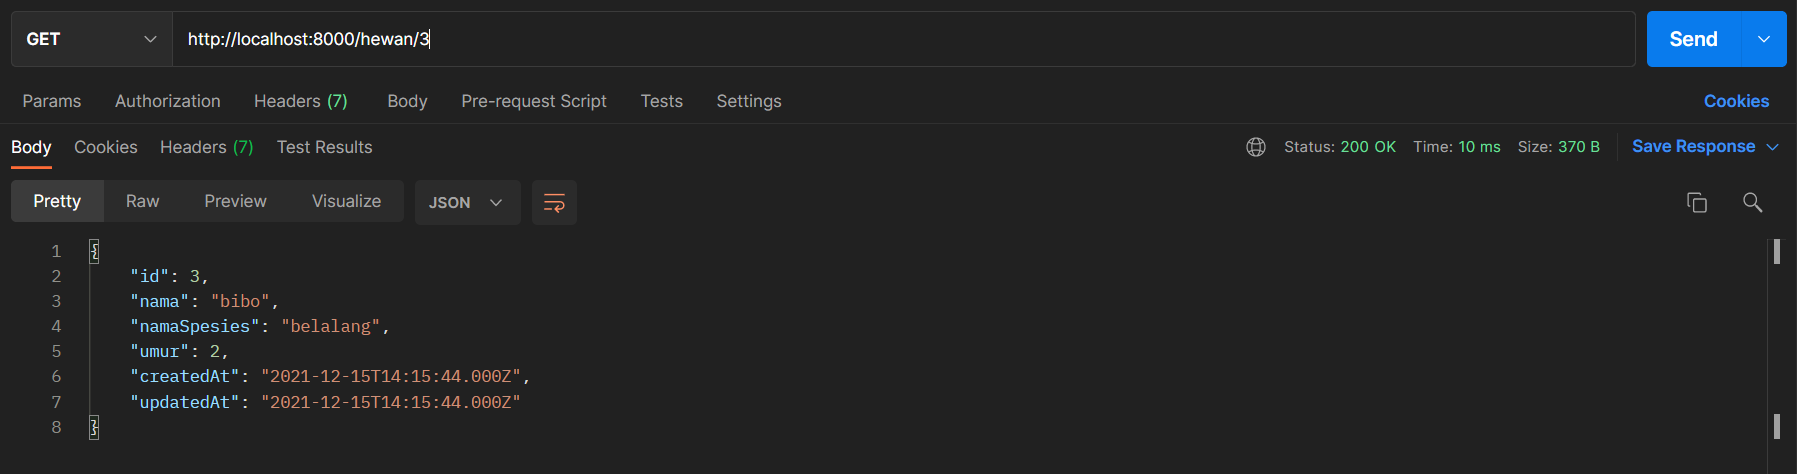 GET http://localhost:8000/hewan/3 Send
Params Authorization Headers (7) Body Pre-request Script Tests Settings Cookies
Body Cookies Headers (7) Test Results Status: 200 OK Time: 10 ms Size: 370 B Save Response
Pretty Raw Preview Visualize JSON
1 {
2 "id": 3,
3 "nama": "bibo",
4 "namaSpesies": "belalang",
5 "umur": 2,
6 "createdAt": "2021-12-15T14:15:44.000Z",
7 "updatedAt": "2021-12-15T14:15:44.000Z"
8 }